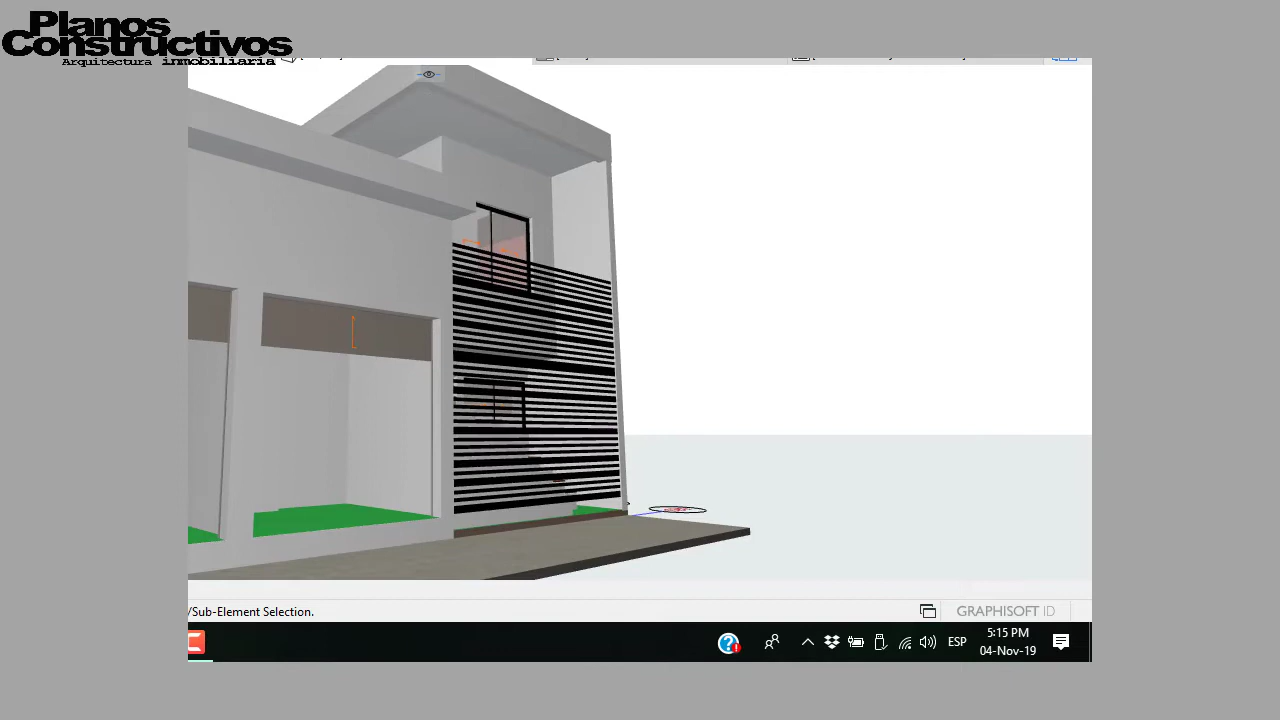 Planos
Constructivos
Arquitectura inmobiliaria
/Sub-Element Selection.
GRAPHISOFT ID
ESP
5:15 PM
04-Nov-19